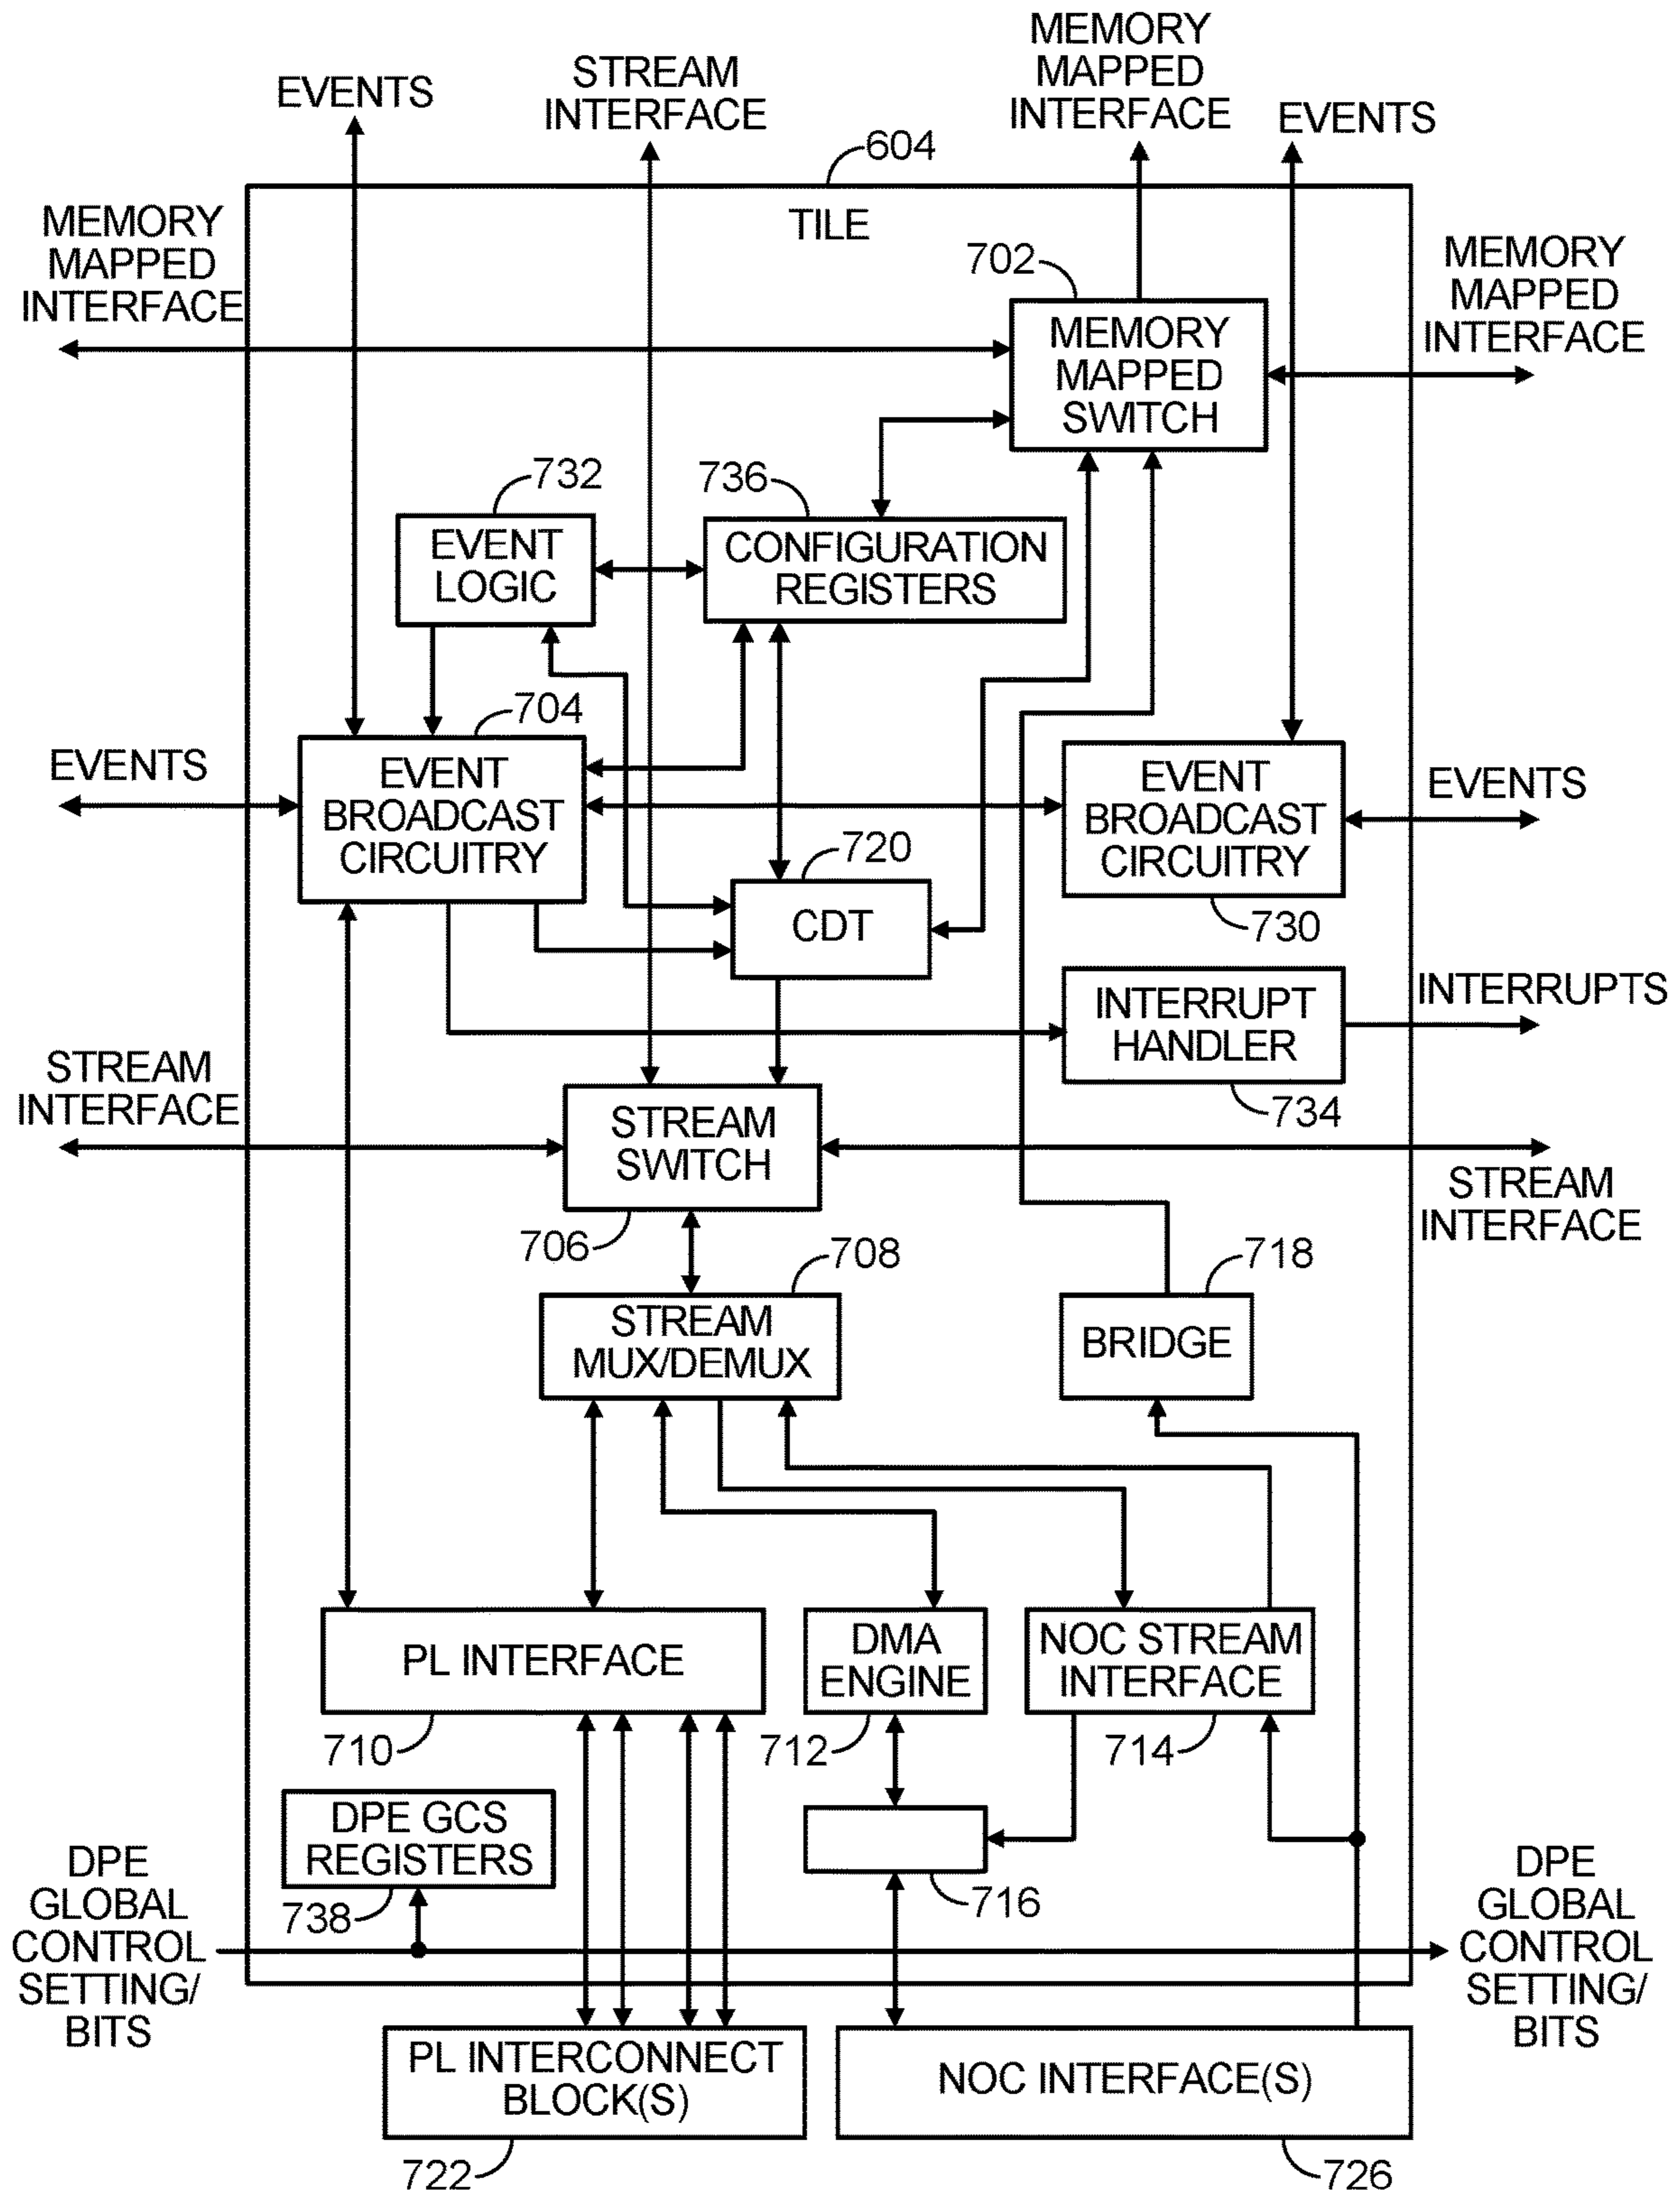 MEMORY
MAPPED
INTERFACE
STREAM
INTERFACE
EVENTS
EVENTS
604
TILE
MEMORY
MAPPED
INTERFACE
702
MEMORY
MAPPED
INTERFACE
MEMORY
MAPPED
SWITCH
732
736
EVENT
LOGIC
CONFIGURATION
REGISTERS
704
EVENTS
EVENT
BROADCAST
CIRCUITRY
EVENT
BROADCAST
CIRCUITRY
EVENTS
720
CDT
730
INTERRUPT
HANDLER
INTERRUPTS
734
STREAM
INTERFACE
STREAM
SWITCH
STREAM
INTERFACE
706
708
718
STREAM
MUX/DEMUX
BRIDGE
PL INTERFACE
DMA
ENGINE
NOC STREAM
INTERFACE
710
712
714
DPE GCS
REGISTERS
738
716
DPE
GLOBAL
CONTROL
SETTING/
BITS
DPE
GLOBAL
CONTROL
SETTING/
BITS
PL INTERCONNECT
BLOCK(S)
NOC INTERFACE(S)
722
726